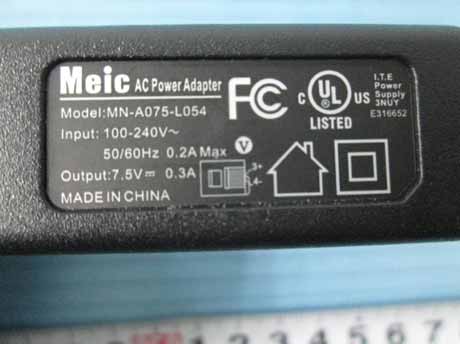 Meic AC Power Adapter
Model:MN-A075-L054
Input: 100-240V~
50/60Hz 0.2A Max
Output:7.5V⎓ 0.3A
MADE IN CHINA
V
3+
4-
FC
C UL US
LISTED
I.T.E
Power
Supply
3NUY
E316652
1 2 3 4 5 6 7